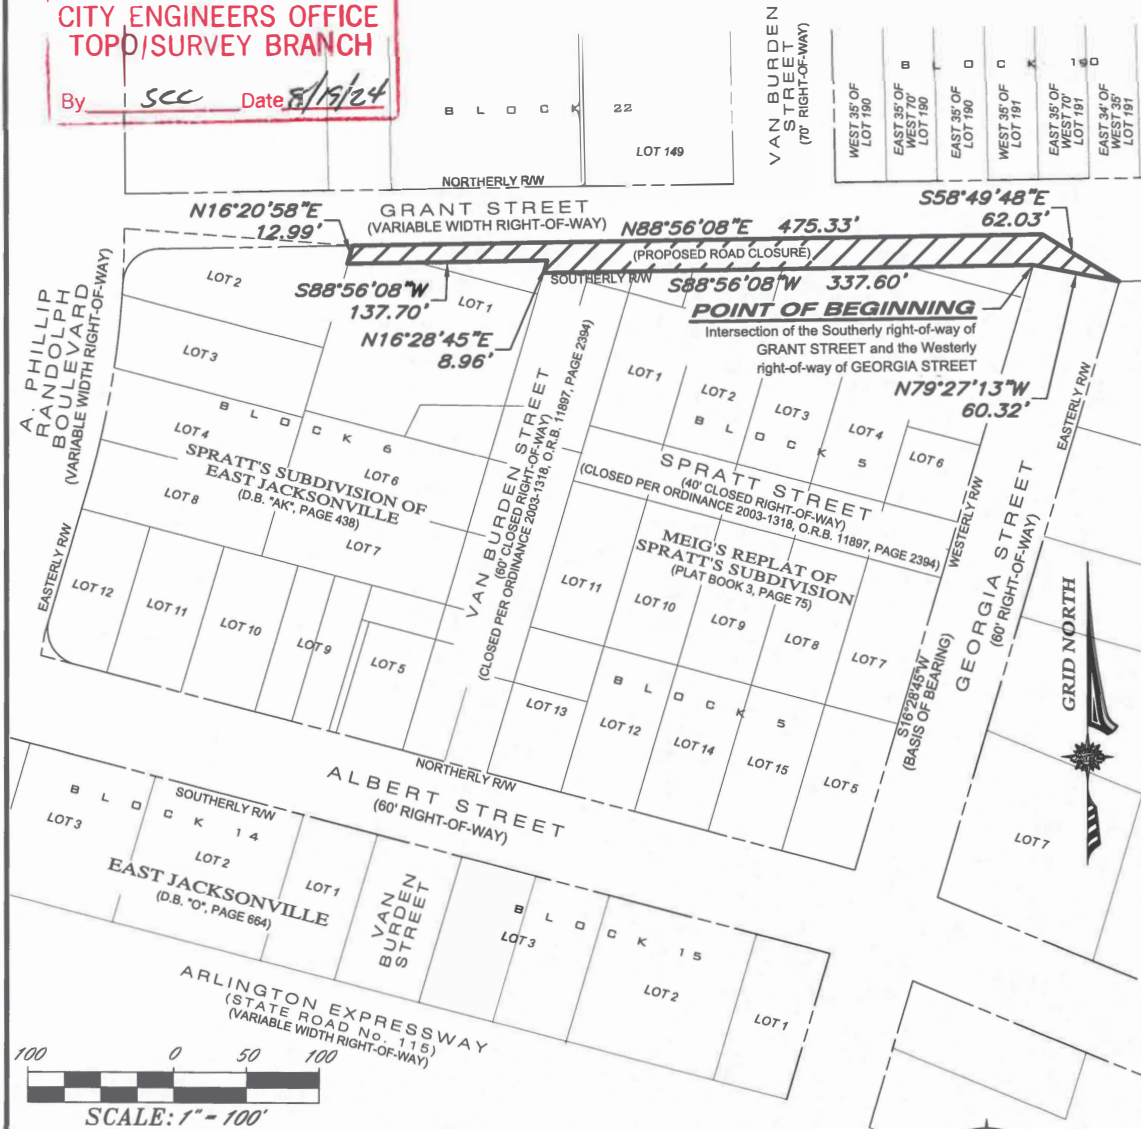 CITY ENGINEERS OFFICE
TOPO/SURVEY BRANCH
By SCC Date 8/19/24
BLOCK 22
LOT 149
NORTHERLY R/W
VAN BURDEN
STREET
(70' RIGHT-OF-WAY)
BLOCK 190
WEST 35' OF
LOT 190
EAST 35' OF
WEST 70'
LOT 190
EAST 35' OF
LOT 190
WEST 35' OF
LOT 191
EAST 35' OF
WEST 70'
LOT 191
EAST 34' OF
WEST 35'
LOT 191
N16°20'58"E
12.99'
GRANT STREET
(VARIABLE WIDTH RIGHT-OF-WAY)
N88°56'08"E 475.33'
S58°49'48"E
62.03'
(PROPOSED ROAD CLOSURE)
SOUTHERLY R/W
S88°56'08"W 337.60'
S88°56'08"W
137.70'
N16°28'45"E
8.96'
POINT OF BEGINNING
Intersection of the Southerly right-of-way of
GRANT STREET and the Westerly
right-of-way of GEORGIA STREET
N79°27'13"W
60.32'
A. PHILLIP
RANDOLPH
BOULEVARD
(VARIABLE WIDTH RIGHT-OF-WAY)
EASTERLY R/W
LOT 2
LOT 1
LOT 3
BLOCK 6
LOT 4
LOT 6
SPRATT'S SUBDIVISION OF
EAST JACKSONVILLE
(D.B. "AK", PAGE 438)
LOT 8
LOT 7
LOT 12
LOT 11
LOT 10
LOT 9
LOT 5
VAN BURDEN STREET
(60' CLOSED RIGHT-OF-WAY)
(CLOSED PER ORDINANCE 2003-1318, O.R.B. 11897, PAGE 2394)
LOT 1
LOT 2
LOT 3
LOT 4
LOT 6
BLOCK 5
SPRATT STREET
(40' CLOSED RIGHT-OF-WAY)
(CLOSED PER ORDINANCE 2003-1318, O.R.B. 11897, PAGE 2394)
MEIG'S REPLAT OF
SPRATT'S SUBDIVISION
(PLAT BOOK 3, PAGE 75)
LOT 11
LOT 10
LOT 9
LOT 8
LOT 7
BLOCK 5
LOT 13
LOT 12
LOT 14
LOT 15
LOT 5
WESTERLY R/W
S16°28'45"W
(BASIS OF BEARING)
GEORGIA STREET
(60' RIGHT-OF-WAY)
EASTERLY R/W
GRID NORTH
LOT 7
NORTHERLY R/W
ALBERT STREET
(60' RIGHT-OF-WAY)
SOUTHERLY R/W
BLOCK 14
LOT 3
LOT 2
LOT 1
EAST JACKSONVILLE
(D.B. "O", PAGE 664)
VAN
BURDEN
STREET
BLOCK 15
LOT 3
LOT 2
LOT 1
ARLINGTON EXPRESSWAY
(STATE ROAD No. 115)
(VARIABLE WIDTH RIGHT-OF-WAY)
100 0 50 100
SCALE: 1" = 100'